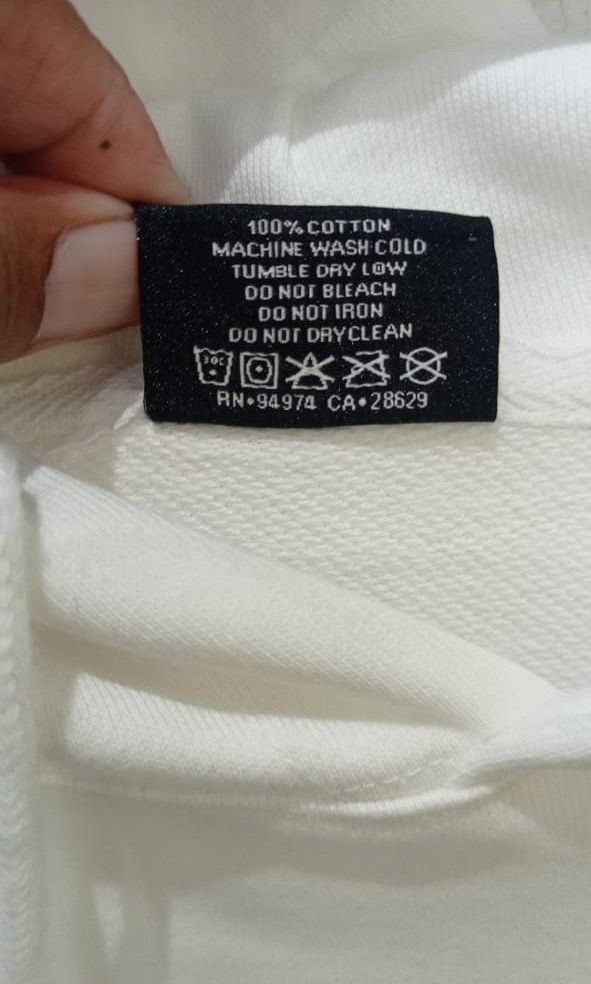 100% COTTON
MACHINE WASH COLD
TUMBLE DRY LOW
DO NOT BLEACH
DO NOT IRON
DO NOT DRYCLEAN
30C
RN•94974 CA•28629